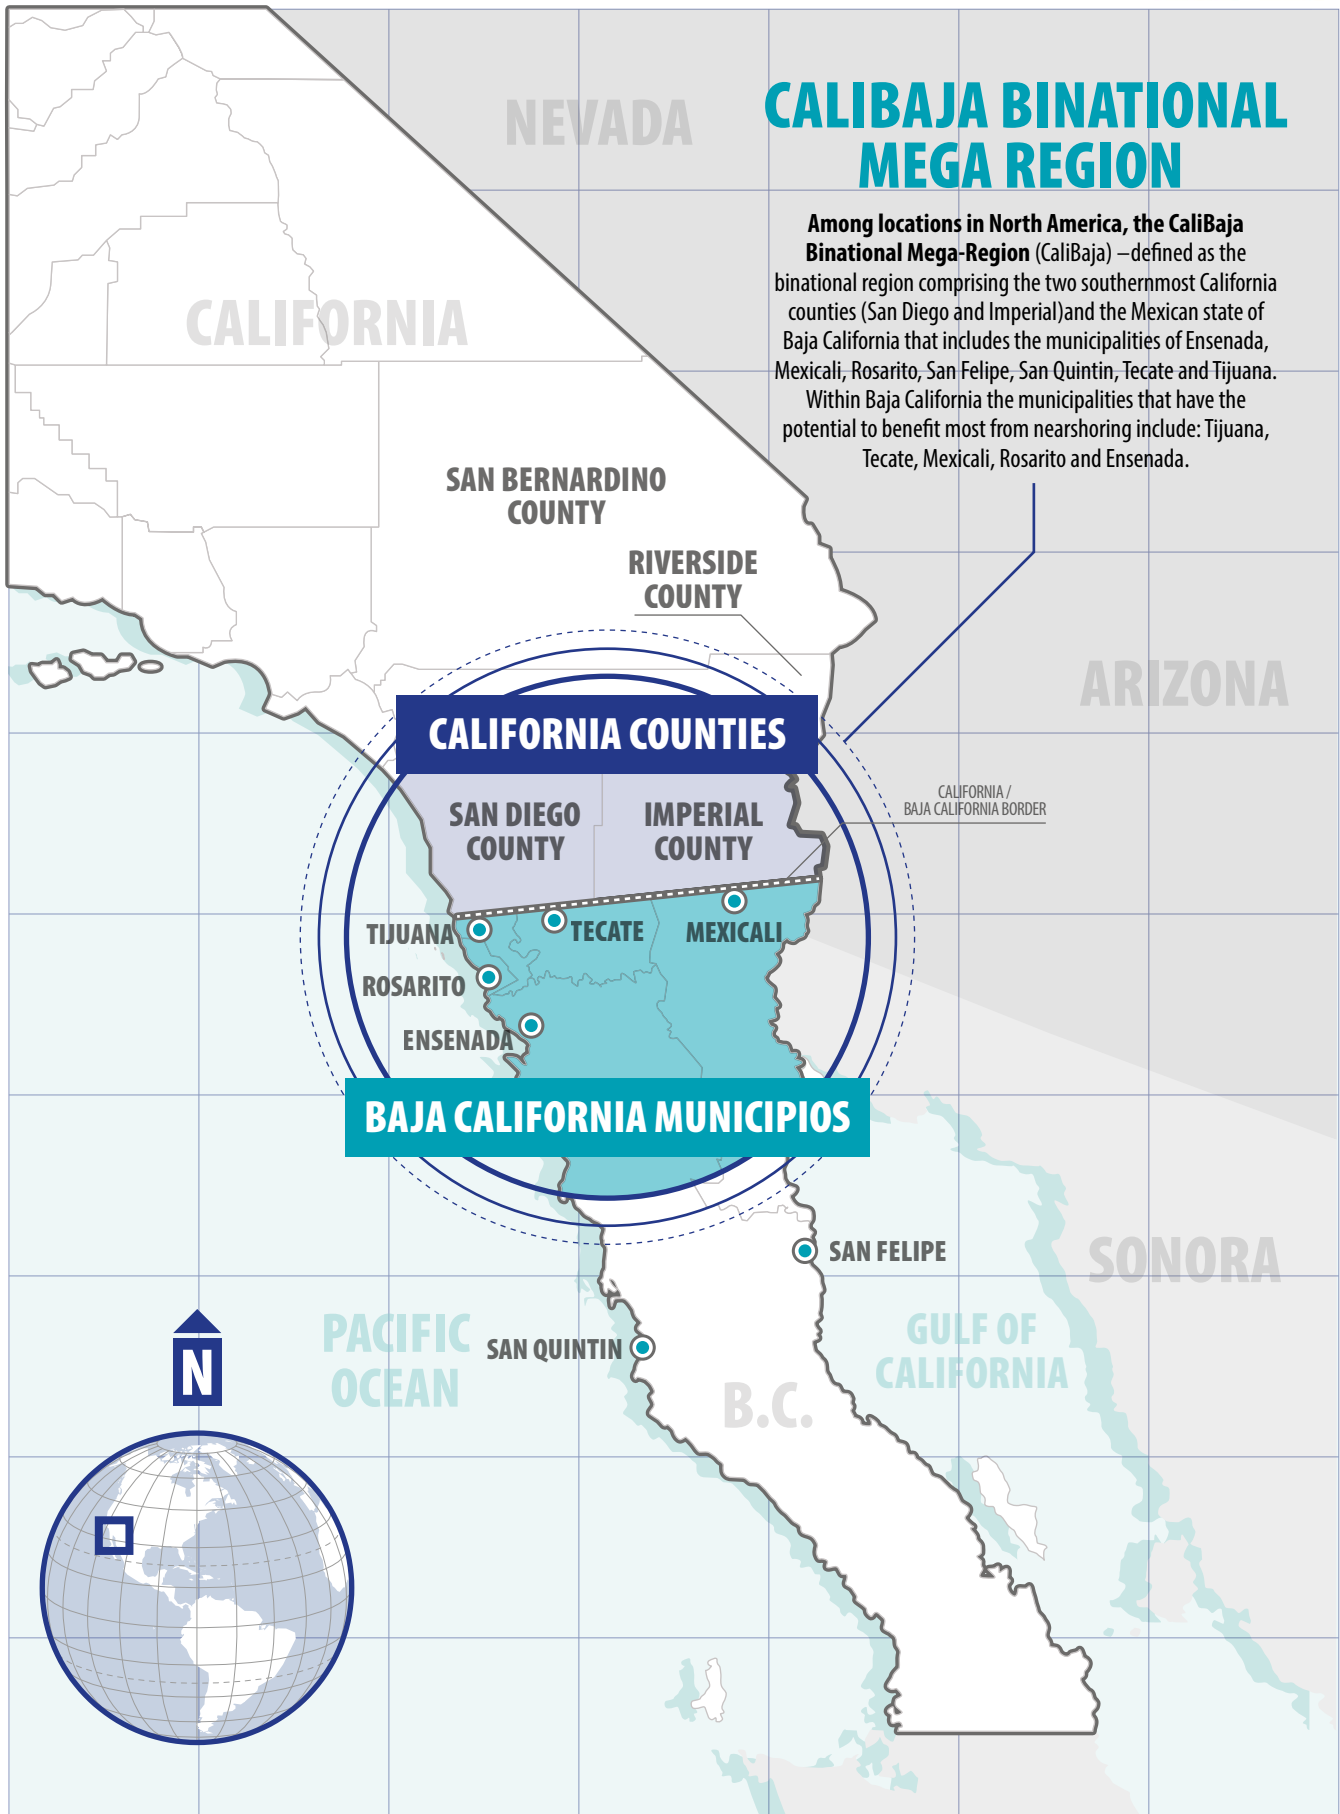 NEVADA
CALIBAJA BINATIONAL
MEGA REGION
Among locations in North America, the CaliBaja
Binational Mega-Region (CaliBaja) –defined as the
binational region comprising the two southernmost California
counties (San Diego and Imperial)and the Mexican state of
Baja California that includes the municipalities of Ensenada,
Mexicali, Rosarito, San Felipe, San Quintin, Tecate and Tijuana.
Within Baja California the municipalities that have the
potential to benefit most from nearshoring include: Tijuana,
Tecate, Mexicali, Rosarito and Ensenada.
CALIFORNIA
SAN BERNARDINO
COUNTY
RIVERSIDE
COUNTY
ARIZONA
CALIFORNIA COUNTIES
CALIFORNIA /
BAJA CALIFORNIA BORDER
SAN DIEGO
COUNTY
IMPERIAL
COUNTY
TIJUANA
TECATE
MEXICALI
ROSARITO
ENSENADA
BAJA CALIFORNIA MUNICIPIOS
SAN FELIPE
SONORA
PACIFIC
OCEAN
SAN QUINTIN
GULF OF
CALIFORNIA
B.C.
N